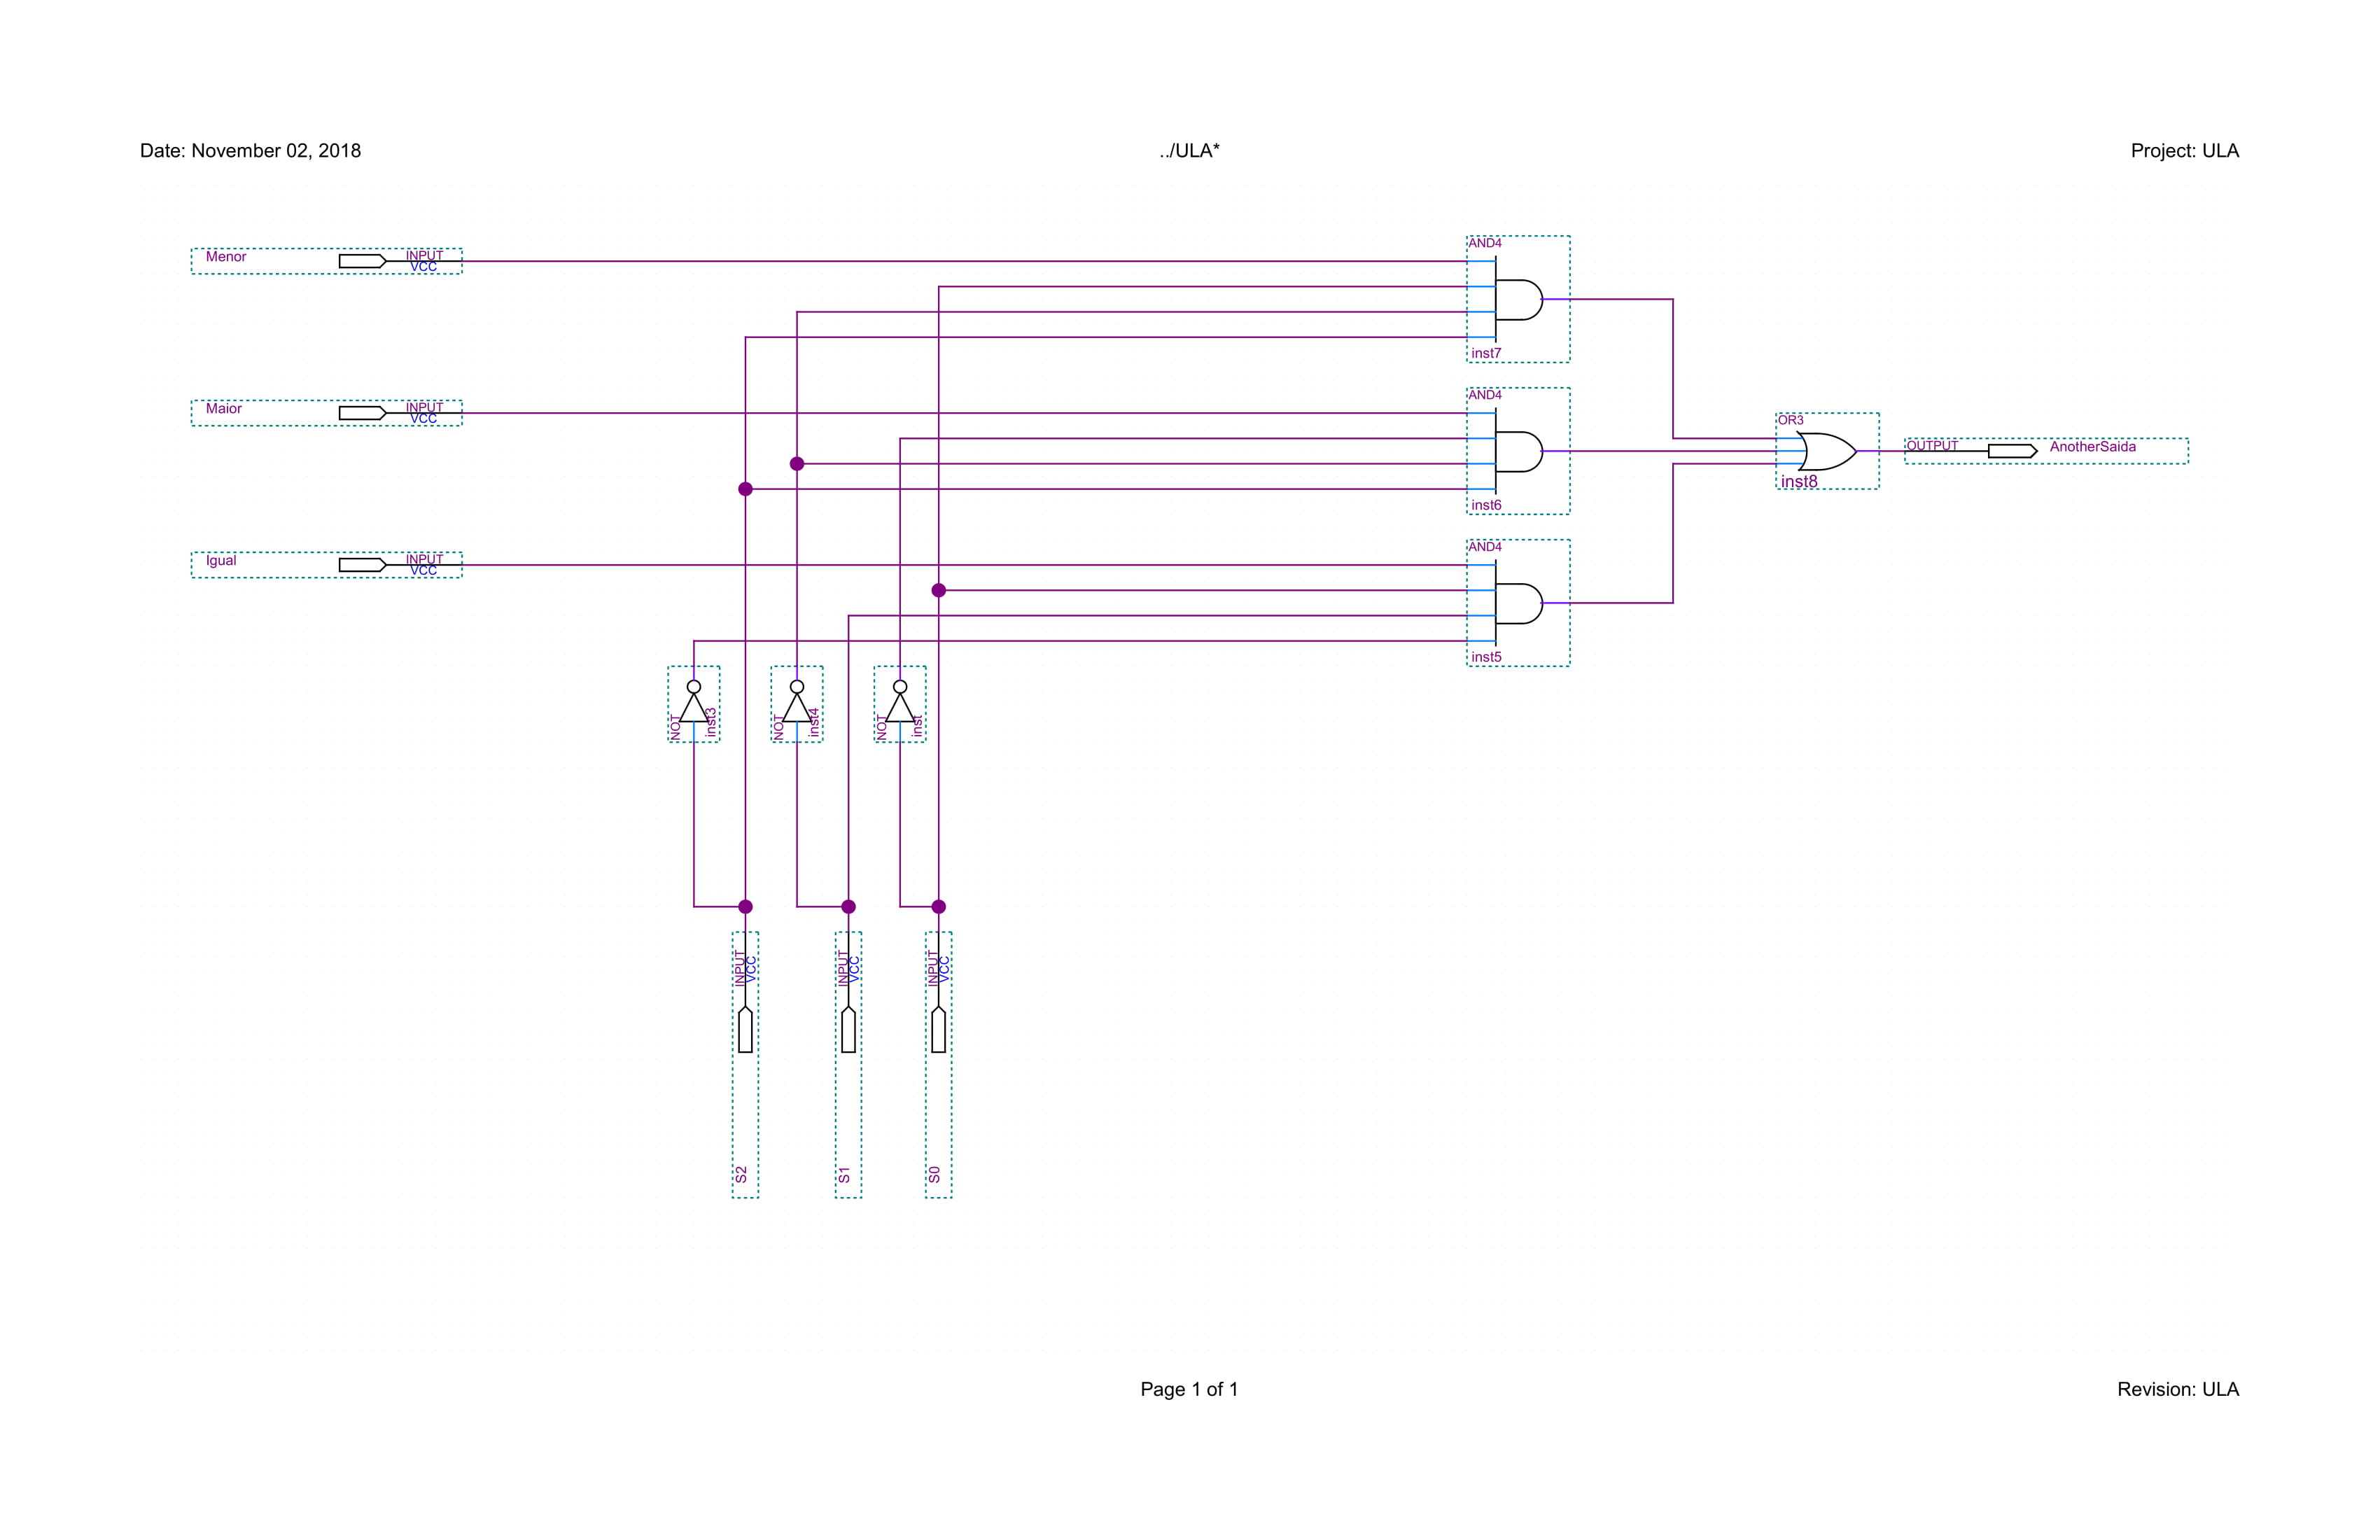 Date: November 02, 2018
../ULA*
Project: ULA
AND4
Menor
INPUT
VCC
inst7
AND4
Maior
INPUT
VCC
OR3
OUTPUT
AnotherSaida
inst8
inst6
AND4
Igual
INPUT
VCC
inst5
NOT
inst3
NOT
inst4
NOT
inst
INPUT
VCC
INPUT
VCC
INPUT
VCC
S2
S1
S0
Page 1 of 1
Revision: ULA